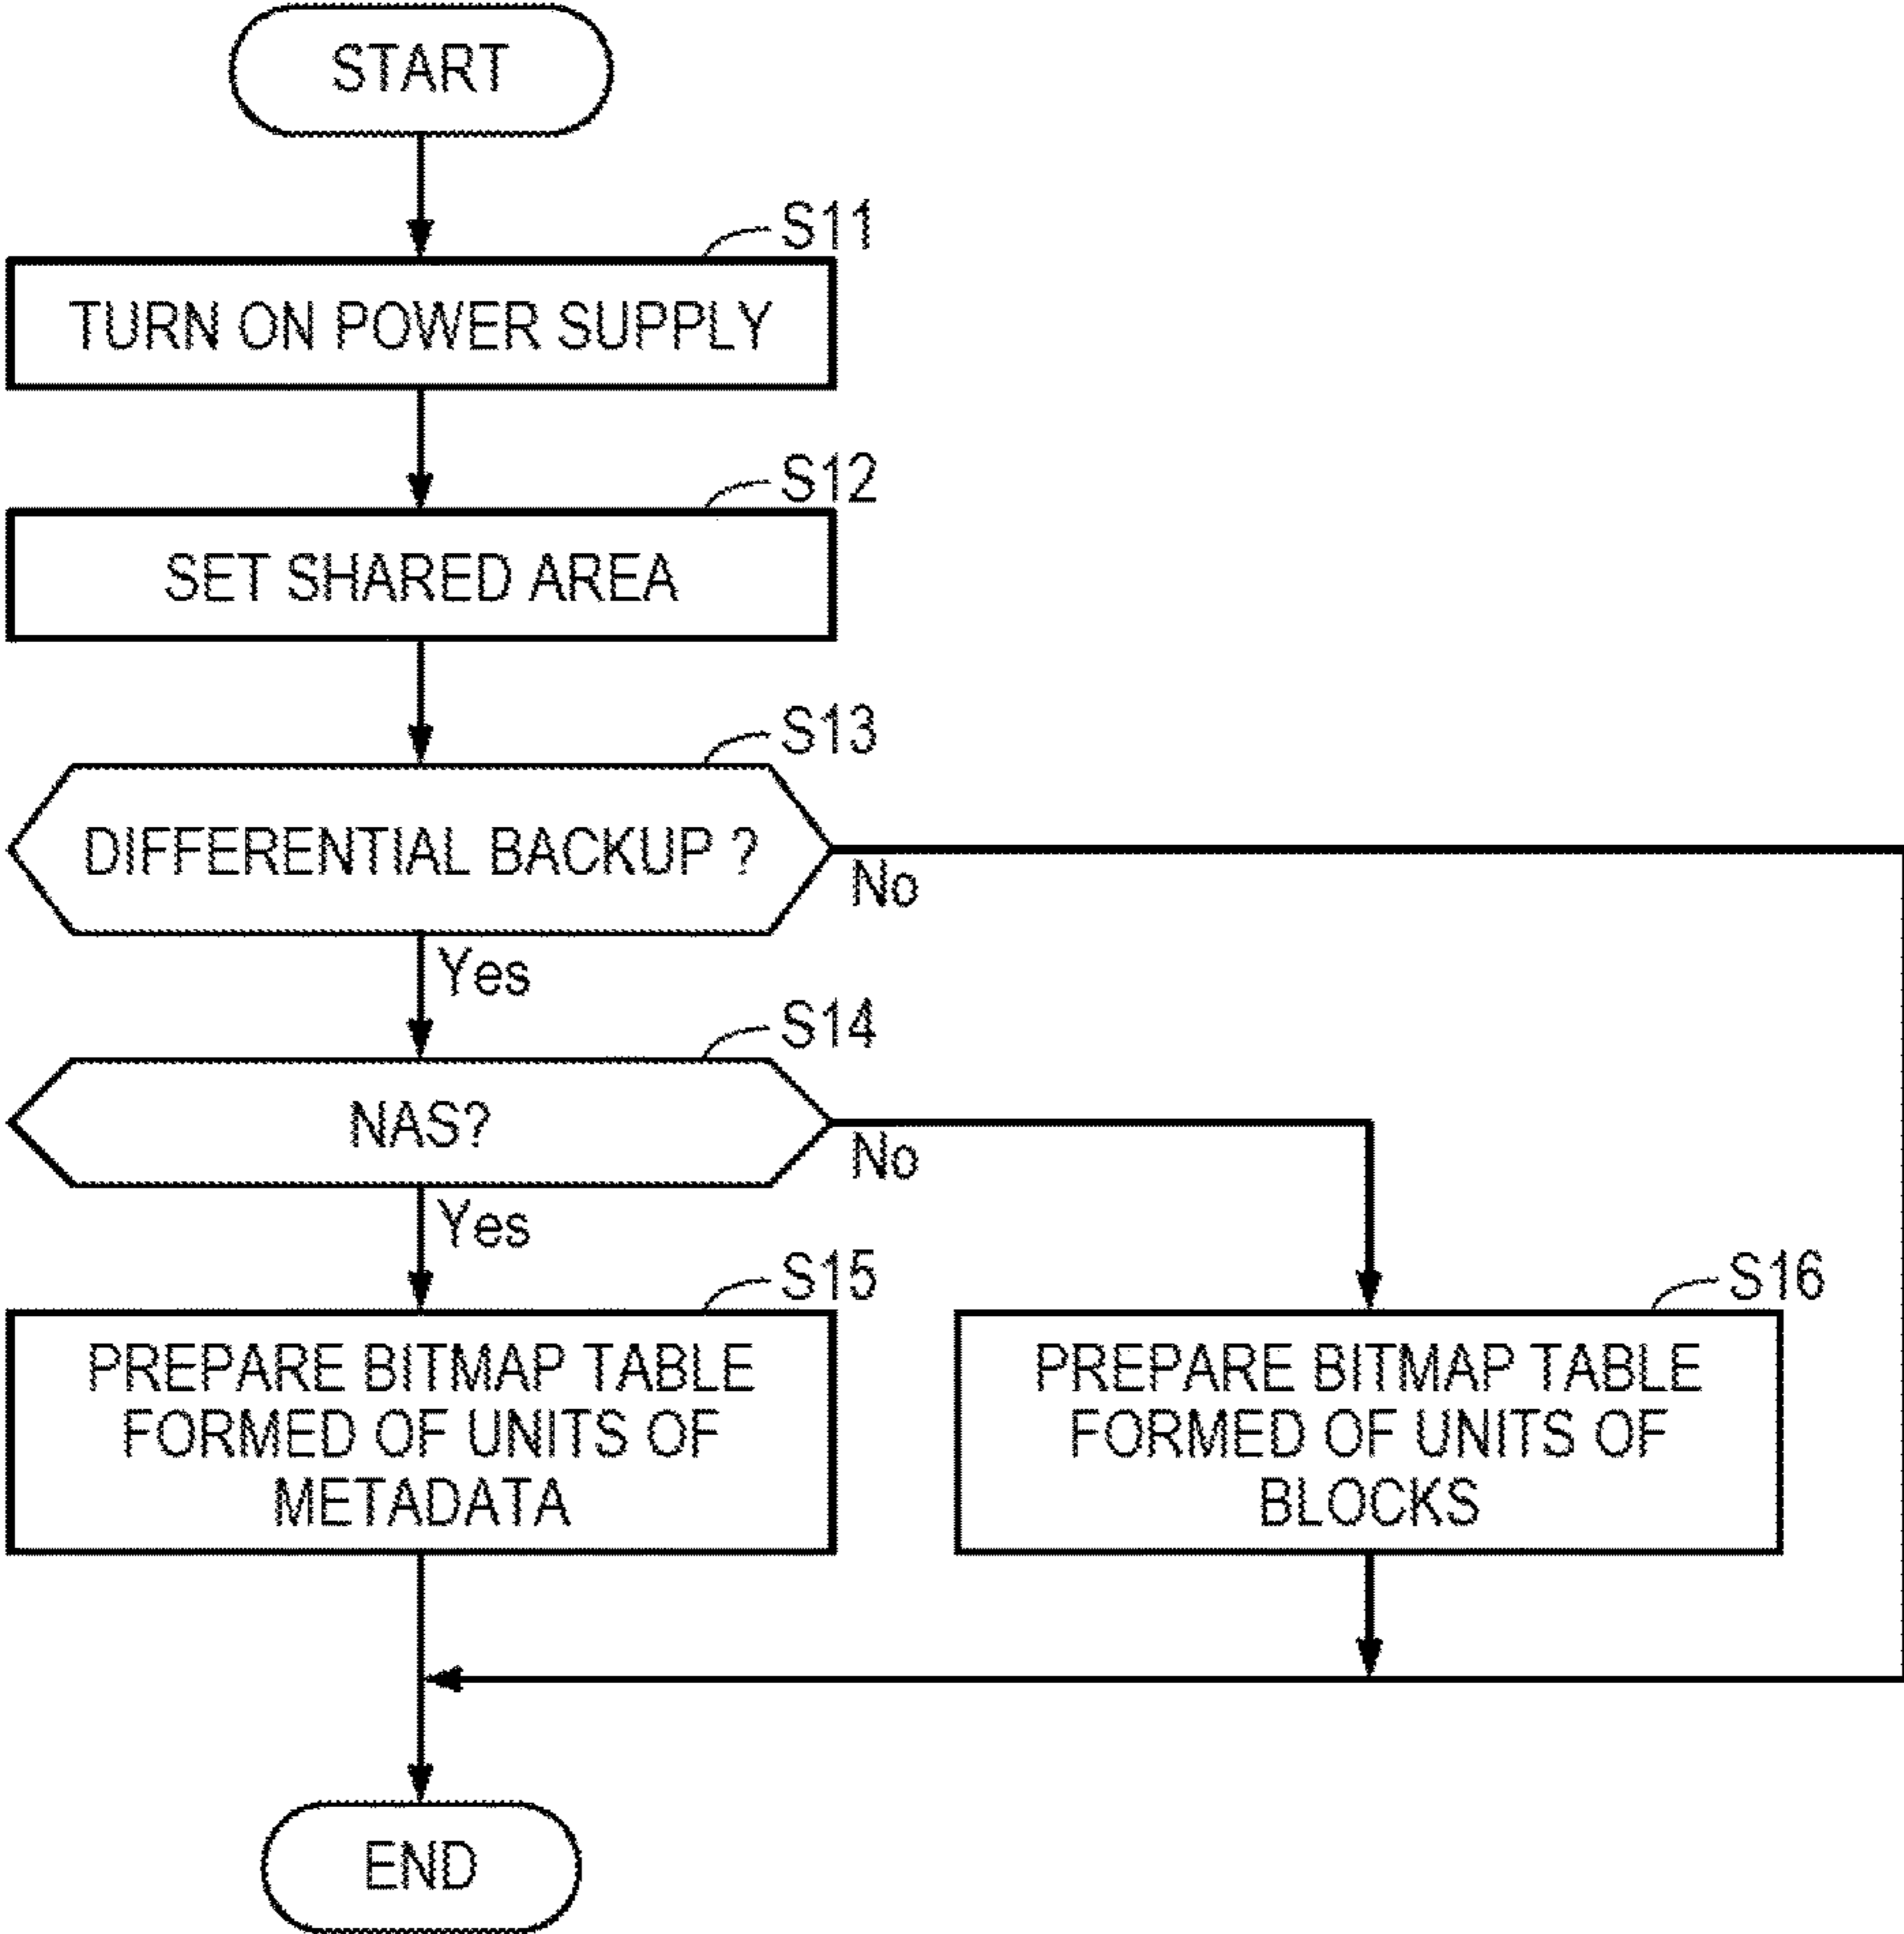 START
S11
TURN ON POWER SUPPLY
S12
SET SHARED AREA
S13
DIFFERENTIAL BACKUP ?
No
Yes
S14
NAS?
No
Yes
S15
PREPARE BITMAP TABLE
FORMED OF UNITS OF
METADATA
S16
PREPARE BITMAP TABLE
FORMED OF UNITS OF
BLOCKS
END